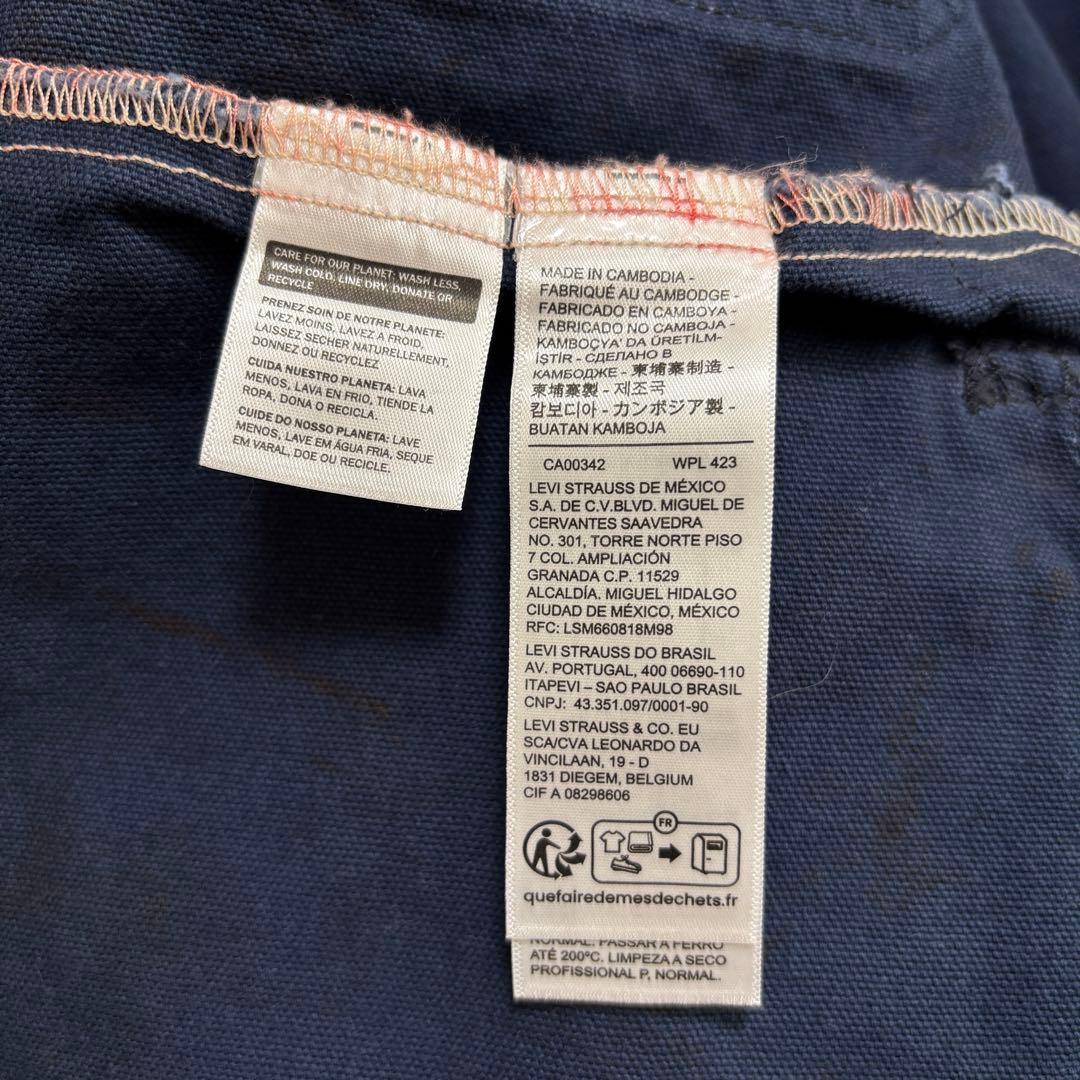 CARE FOR OUR PLANET: WASH LESS,
WASH COLD, LINE DRY, DONATE OR
RECYCLE
PRENEZ SOIN DE NOTRE PLANETE:
LAVEZ MOINS, LAVEZ À FROID,
LAISSEZ SECHER NATURELLEMENT,
DONNEZ OU RECYCLEZ
CUIDA NUESTRO PLANETA: LAVA
MENOS, LAVA EN FRIO, TIENDE LA
ROPA, DONA O RECICLA.
CUIDE DO NOSSO PLANETA: LAVE
MENOS, LAVE EM ÁGUA FRIA, SEQUE
EM VARAL, DOE OU RECICLE.
MADE IN CAMBODIA -
FABRIQUÉ AU CAMBODGE -
FABRICADO EN CAMBOYA -
FABRICADO NO CAMBOJA -
KAMBOÇYA' DA ÜRETİLM-
İSTİR - СДЕЛАНО В
КАМБОДЖЕ - 柬埔寨制造 -
柬埔寨製 - 제조국
캄보디아 - カンボジア製 -
BUATAN KAMBOJA
CA00342 WPL 423
LEVI STRAUSS DE MÉXICO
S.A. DE C.V.BLVD. MIGUEL DE
CERVANTES SAAVEDRA
NO. 301, TORRE NORTE PISO
7 COL. AMPLIACIÓN
GRANADA C.P. 11529
ALCALDÍA. MIGUEL HIDALGO
CIUDAD DE MÉXICO, MÉXICO
RFC: LSM660818M98
LEVI STRAUSS DO BRASIL
AV. PORTUGAL, 400 06690-110
ITAPEVI – SAO PAULO BRASIL
CNPJ: 43.351.097/0001-90
LEVI STRAUSS & CO. EU
SCA/CVA LEONARDO DA
VINCILAAN, 19 - D
1831 DIEGEM, BELGIUM
CIF A 08298606
FR
quefairedemesdechets.fr
NORMAL. PASSAR A FERRO
ATÉ 200°C. LIMPEZA A SECO
PROFISSIONAL P, NORMAL.